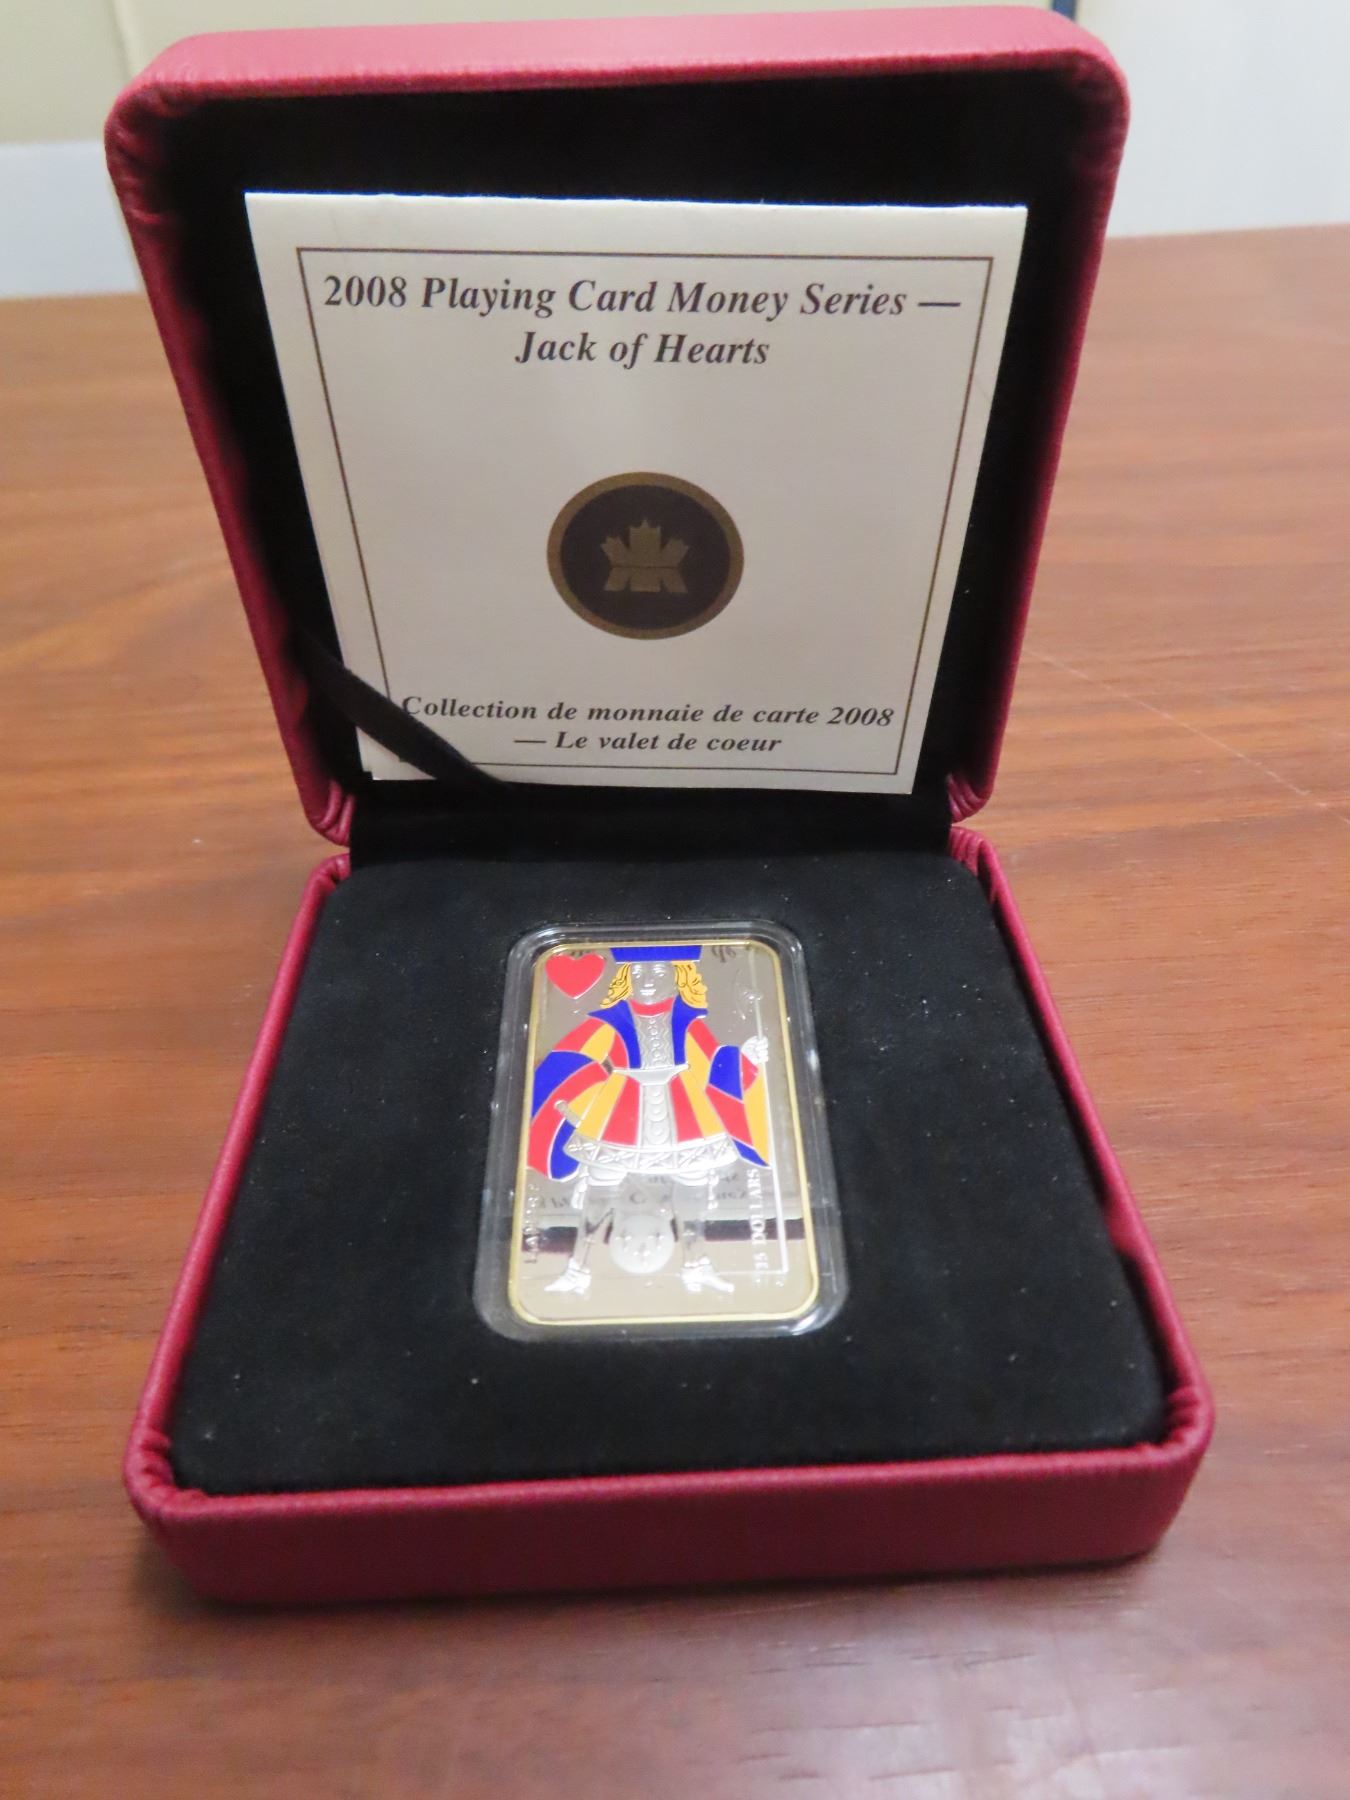 2008 Playing Card Money Series —
Jack of Hearts
Collection de monnaie de carte 2008
— Le valet de coeur
15 DOLLARS